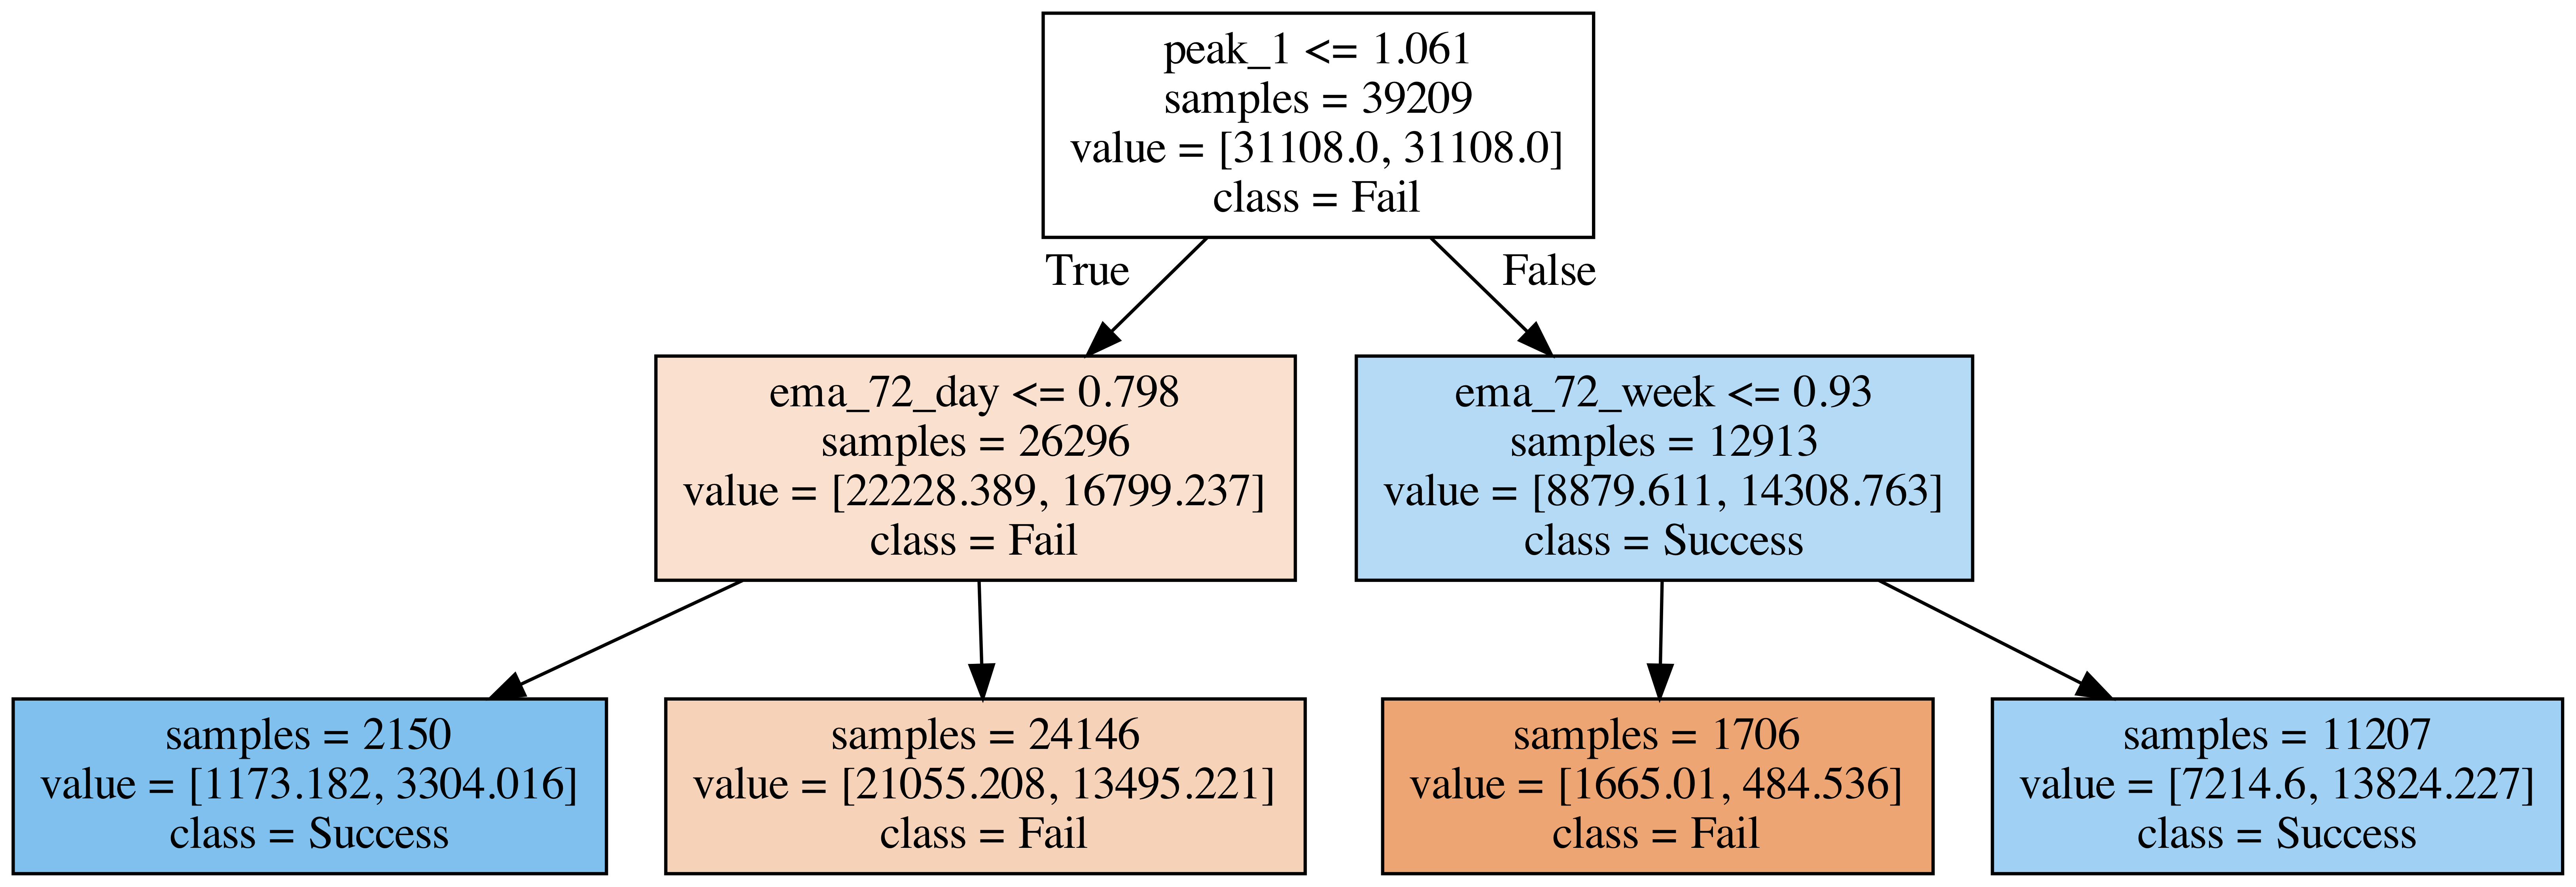 peak_1 <= 1.061
samples = 39209
value = [31108.0, 31108.0]
class = Fail
True
False
ema_72_day <= 0.798
samples = 26296
value = [22228.389, 16799.237]
class = Fail
ema_72_week <= 0.93
samples = 12913
value = [8879.611, 14308.763]
class = Success
samples = 2150
value = [1173.182, 3304.016]
class = Success
samples = 24146
value = [21055.208, 13495.221]
class = Fail
samples = 1706
value = [1665.01, 484.536]
class = Fail
samples = 11207
value = [7214.6, 13824.227]
class = Success